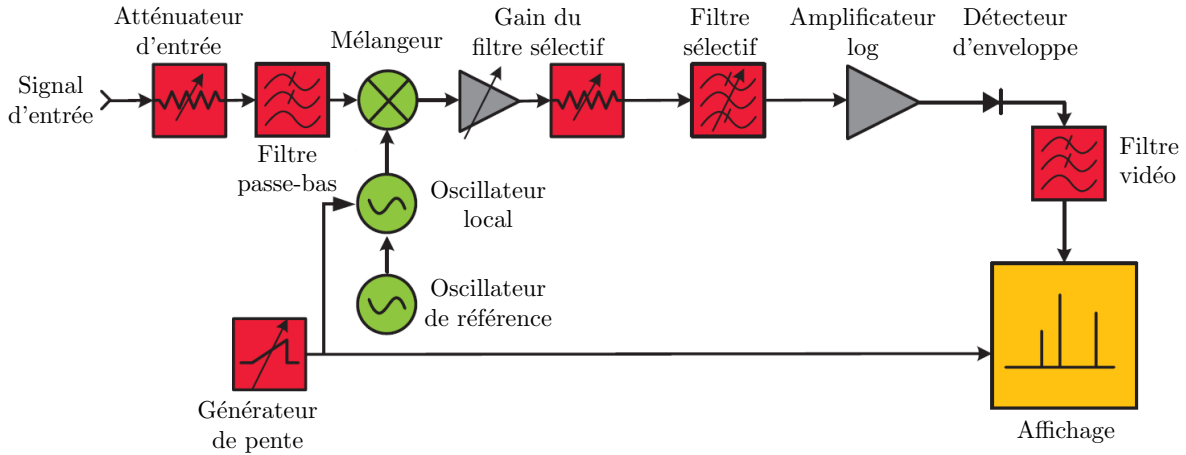 Atténuateur
d'entrée
Mélangeur
Gain du
filtre sélectif
Filtre
sélectif
Amplificateur
log
Détecteur
d'enveloppe
Signal
d'entrée
Filtre
passe-bas
Filtre
vidéo
Oscillateur
local
Oscillateur
de référence
Générateur
de pente
Affichage